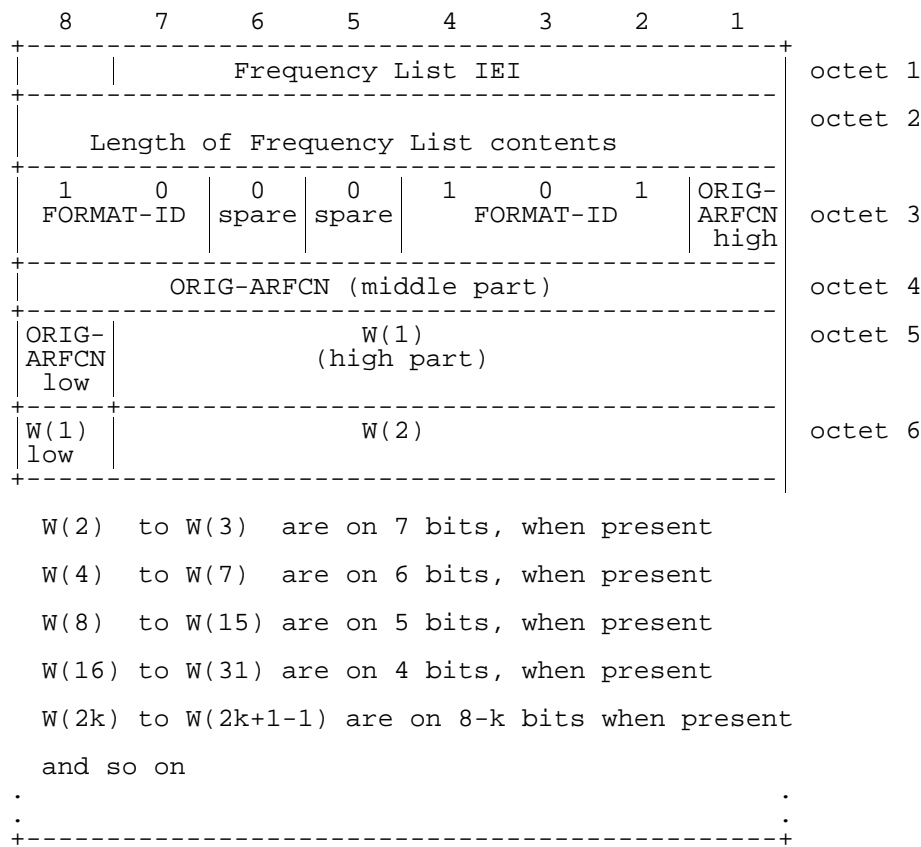 8 7 6 5 4 3 2 1
+-----------------------------------------------+
| | Frequency List IEI | octet 1
+-----------------------------------------------
| | octet 2
Length of Frequency List contents
+-----------------------------------------------
1 0 | 0 | 0 | 1 0 1 | ORIG-
FORMAT-ID | spare | spare | FORMAT-ID | ARFCN | octet 3
high
+-----------------------------------------------
| ORIG-ARFCN (middle part) | octet 4
+-----------------------------------------------
ORIG- | W(1) | octet 5
ARFCN | (high part)
low
+-----+-----------------------------------------
W(1) | W(2) | octet 6
low
+-----------------------------------------------
W(2) to W(3) are on 7 bits, when present
W(4) to W(7) are on 6 bits, when present
W(8) to W(15) are on 5 bits, when present
W(16) to W(31) are on 4 bits, when present
W(2k) to W(2k+1-1) are on 8-k bits when present
and so on
. .
. .
+-----------------------------------------------+